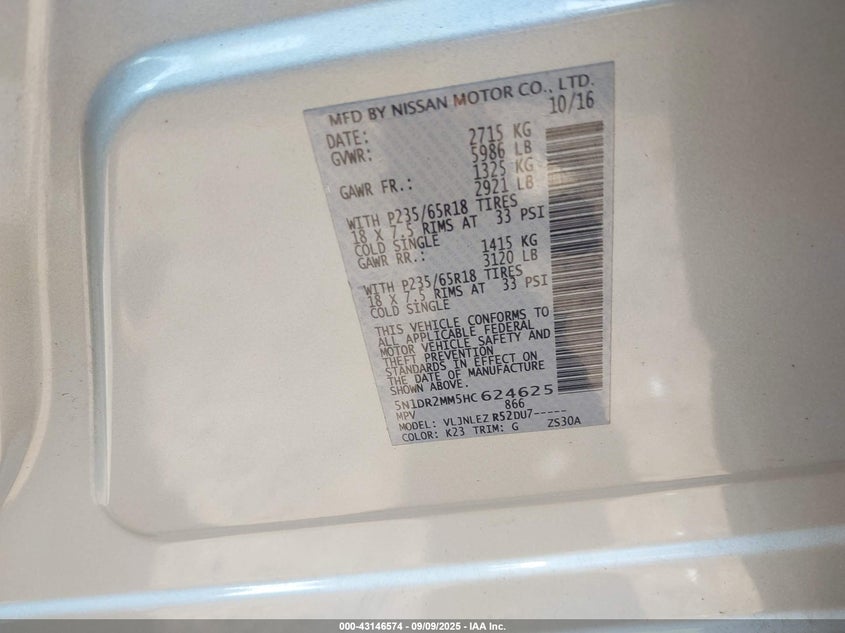 MFD BY NISSAN MOTOR CO., LTD.
DATE: 10/16
GVWR: 2715 KG
5986 LB
GAWR FR.: 1325 KG
2921 LB
WITH P235/65R18 TIRES
18 X 7.5 RIMS AT 33 PSI
COLD SINGLE
GAWR RR.: 1415 KG
3120 LB
WITH P235/65R18 TIRES
18 X 7.5 RIMS AT 33 PSI
COLD SINGLE
THIS VEHICLE CONFORMS TO
ALL APPLICABLE FEDERAL
MOTOR VEHICLE SAFETY AND
THEFT PREVENTION
STANDARDS IN EFFECT ON
THE DATE OF MANUFACTURE
SHOWN ABOVE.
5N1DR2MM5HC 624625
MPV 866
MODEL: VLJNLEZ R52DU7-----
COLOR: K23 TRIM: G ZS30A
000-43146574 - 09/09/2025 - IAA Inc.